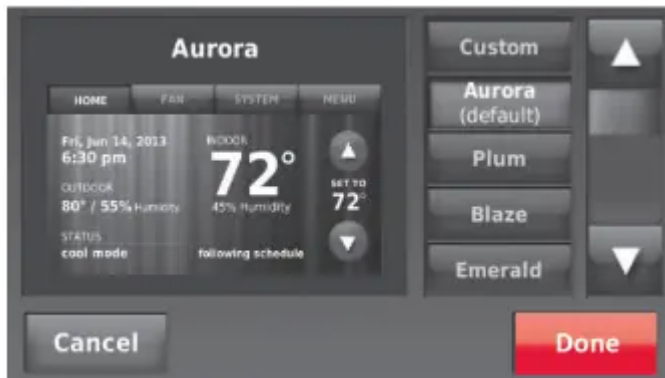 Aurora
HOME FAN SYSTEM MENU
Fri, Jun 14, 2013
6:30 pm
INDOOR
72°
45% Humidity
OUTDOOR
80° / 55% Humidity
SET TO
72°
STATUS
cool mode
following schedule
Custom
Aurora
(default)
Plum
Blaze
Emerald
Cancel
Done